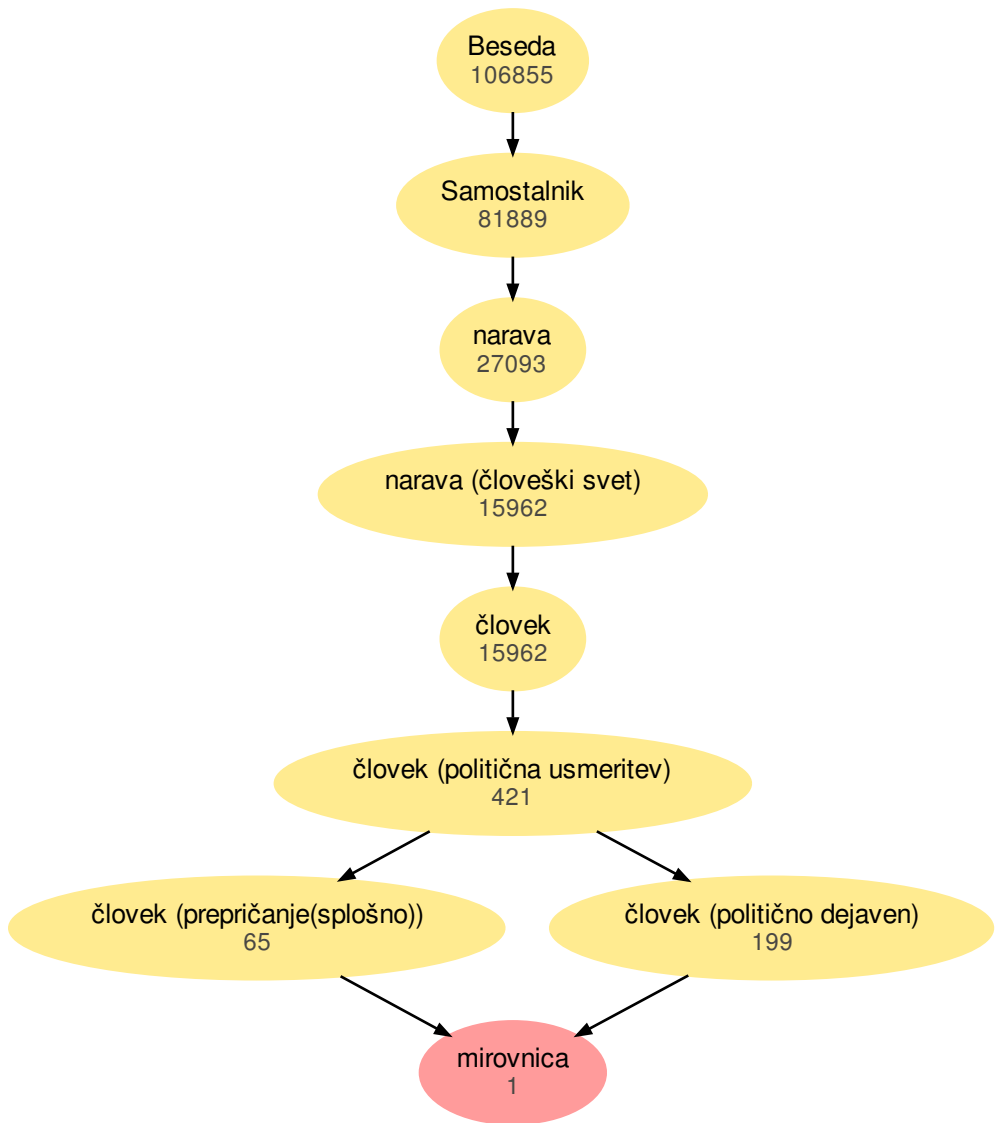 Beseda
106855
Samostalnik
81889
narava
27093
narava (človeški svet)
15962
človek
15962
človek (politična usmeritev)
421
človek (prepričanje(splošno))
65
človek (politično dejaven)
199
mirovnica
1